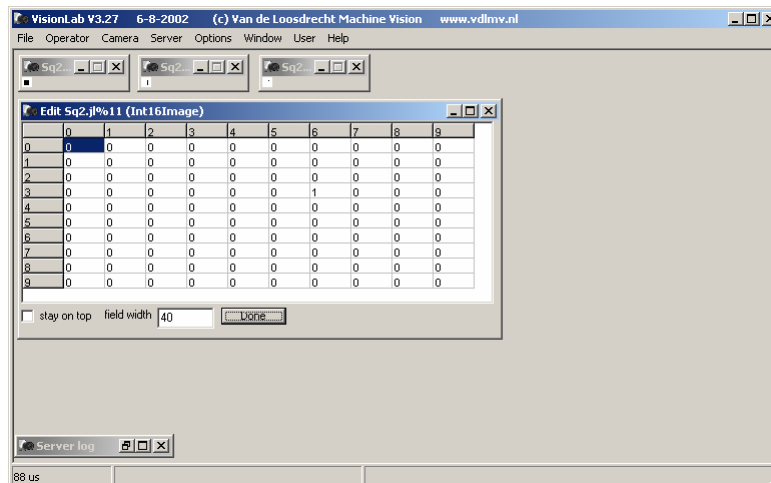 VisionLab V3.27 6-8-2002 (c) Van de Loosdrecht Machine Vision www.vdlmv.nl
File Operator Camera Server Options Window User Help
Sq2... Sq2... Sq2...
Edit Sq2.jl%11 (Int16Image)
0 1 2 3 4 5 6 7 8 9
0 0 0 0 0 0 0 0 0 0 0
1 0 0 0 0 0 0 0 0 0 0
2 0 0 0 0 0 0 0 0 0 0
3 0 0 0 0 0 0 1 0 0 0
4 0 0 0 0 0 0 0 0 0 0
5 0 0 0 0 0 0 0 0 0 0
6 0 0 0 0 0 0 0 0 0 0
7 0 0 0 0 0 0 0 0 0 0
8 0 0 0 0 0 0 0 0 0 0
9 0 0 0 0 0 0 0 0 0 0
stay on top field width 40 Done
Server log
88 us